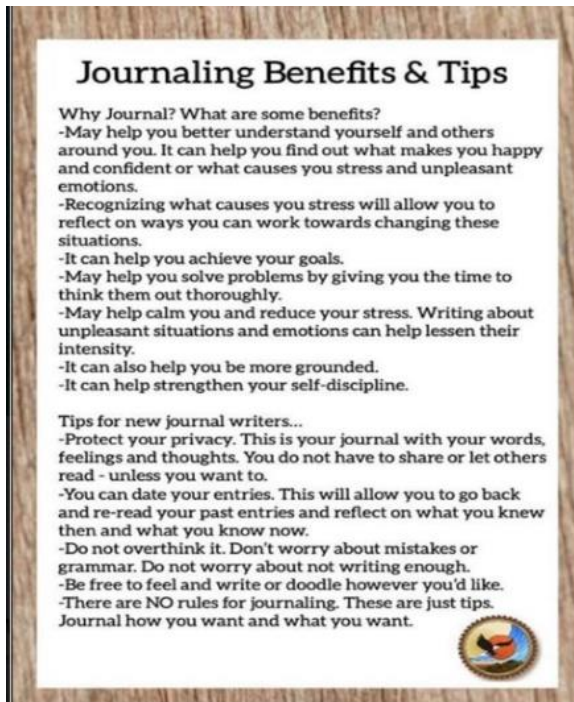 Journaling Benefits & Tips
Why Journal? What are some benefits?
-May help you better understand yourself and others
around you. It can help you find out what makes you happy
and confident or what causes you stress and unpleasant
emotions.
-Recognizing what causes you stress will allow you to
reflect on ways you can work towards changing these
situations.
-It can help you achieve your goals.
-May help you solve problems by giving you the time to
think them out thoroughly.
-May help calm you and reduce your stress. Writing about
unpleasant situations and emotions can help lessen their
intensity.
-It can also help you be more grounded.
-It can help strengthen your self-discipline.
Tips for new journal writers...
-Protect your privacy. This is your journal with your words,
feelings and thoughts. You do not have to share or let others
read - unless you want to.
-You can date your entries. This will allow you to go back
and re-read your past entries and reflect on what you knew
then and what you know now.
-Do not overthink it. Don't worry about mistakes or
grammar. Do not worry about not writing enough.
-Be free to feel and write or doodle however you'd like.
-There are NO rules for journaling. These are just tips.
Journal how you want and what you want.